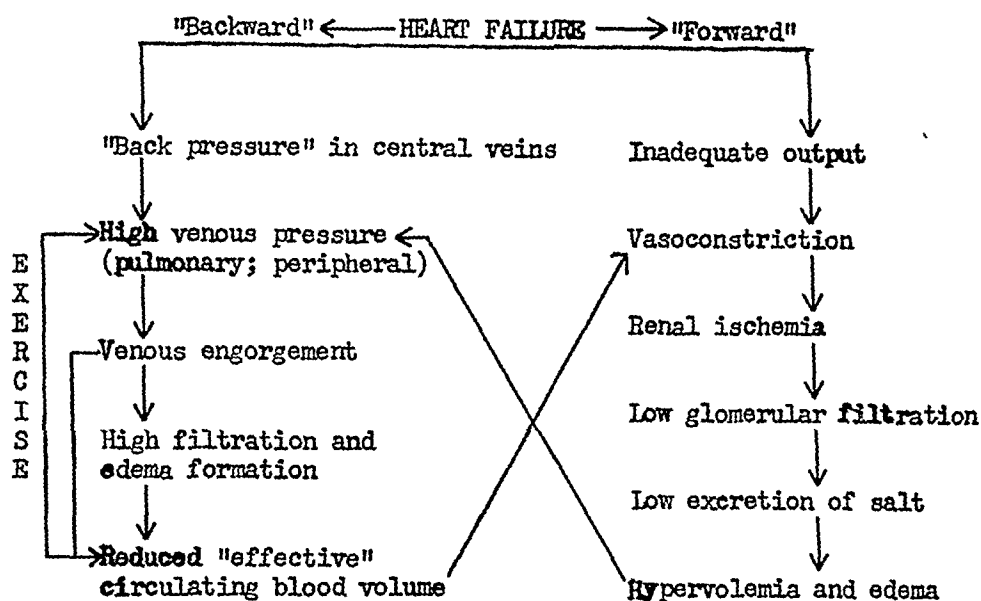 "Backward" HEART FAILURE "Forward"
"Back pressure" in central veins
High venous pressure
(pulmonary; peripheral)
Venous engorgement
High filtration and
edema formation
Reduced "effective"
circulating blood volume
EXERCISE
Inadequate output
Vasoconstriction
Renal ischemia
Low glomerular filtration
Low excretion of salt
Hypervolemia and edema